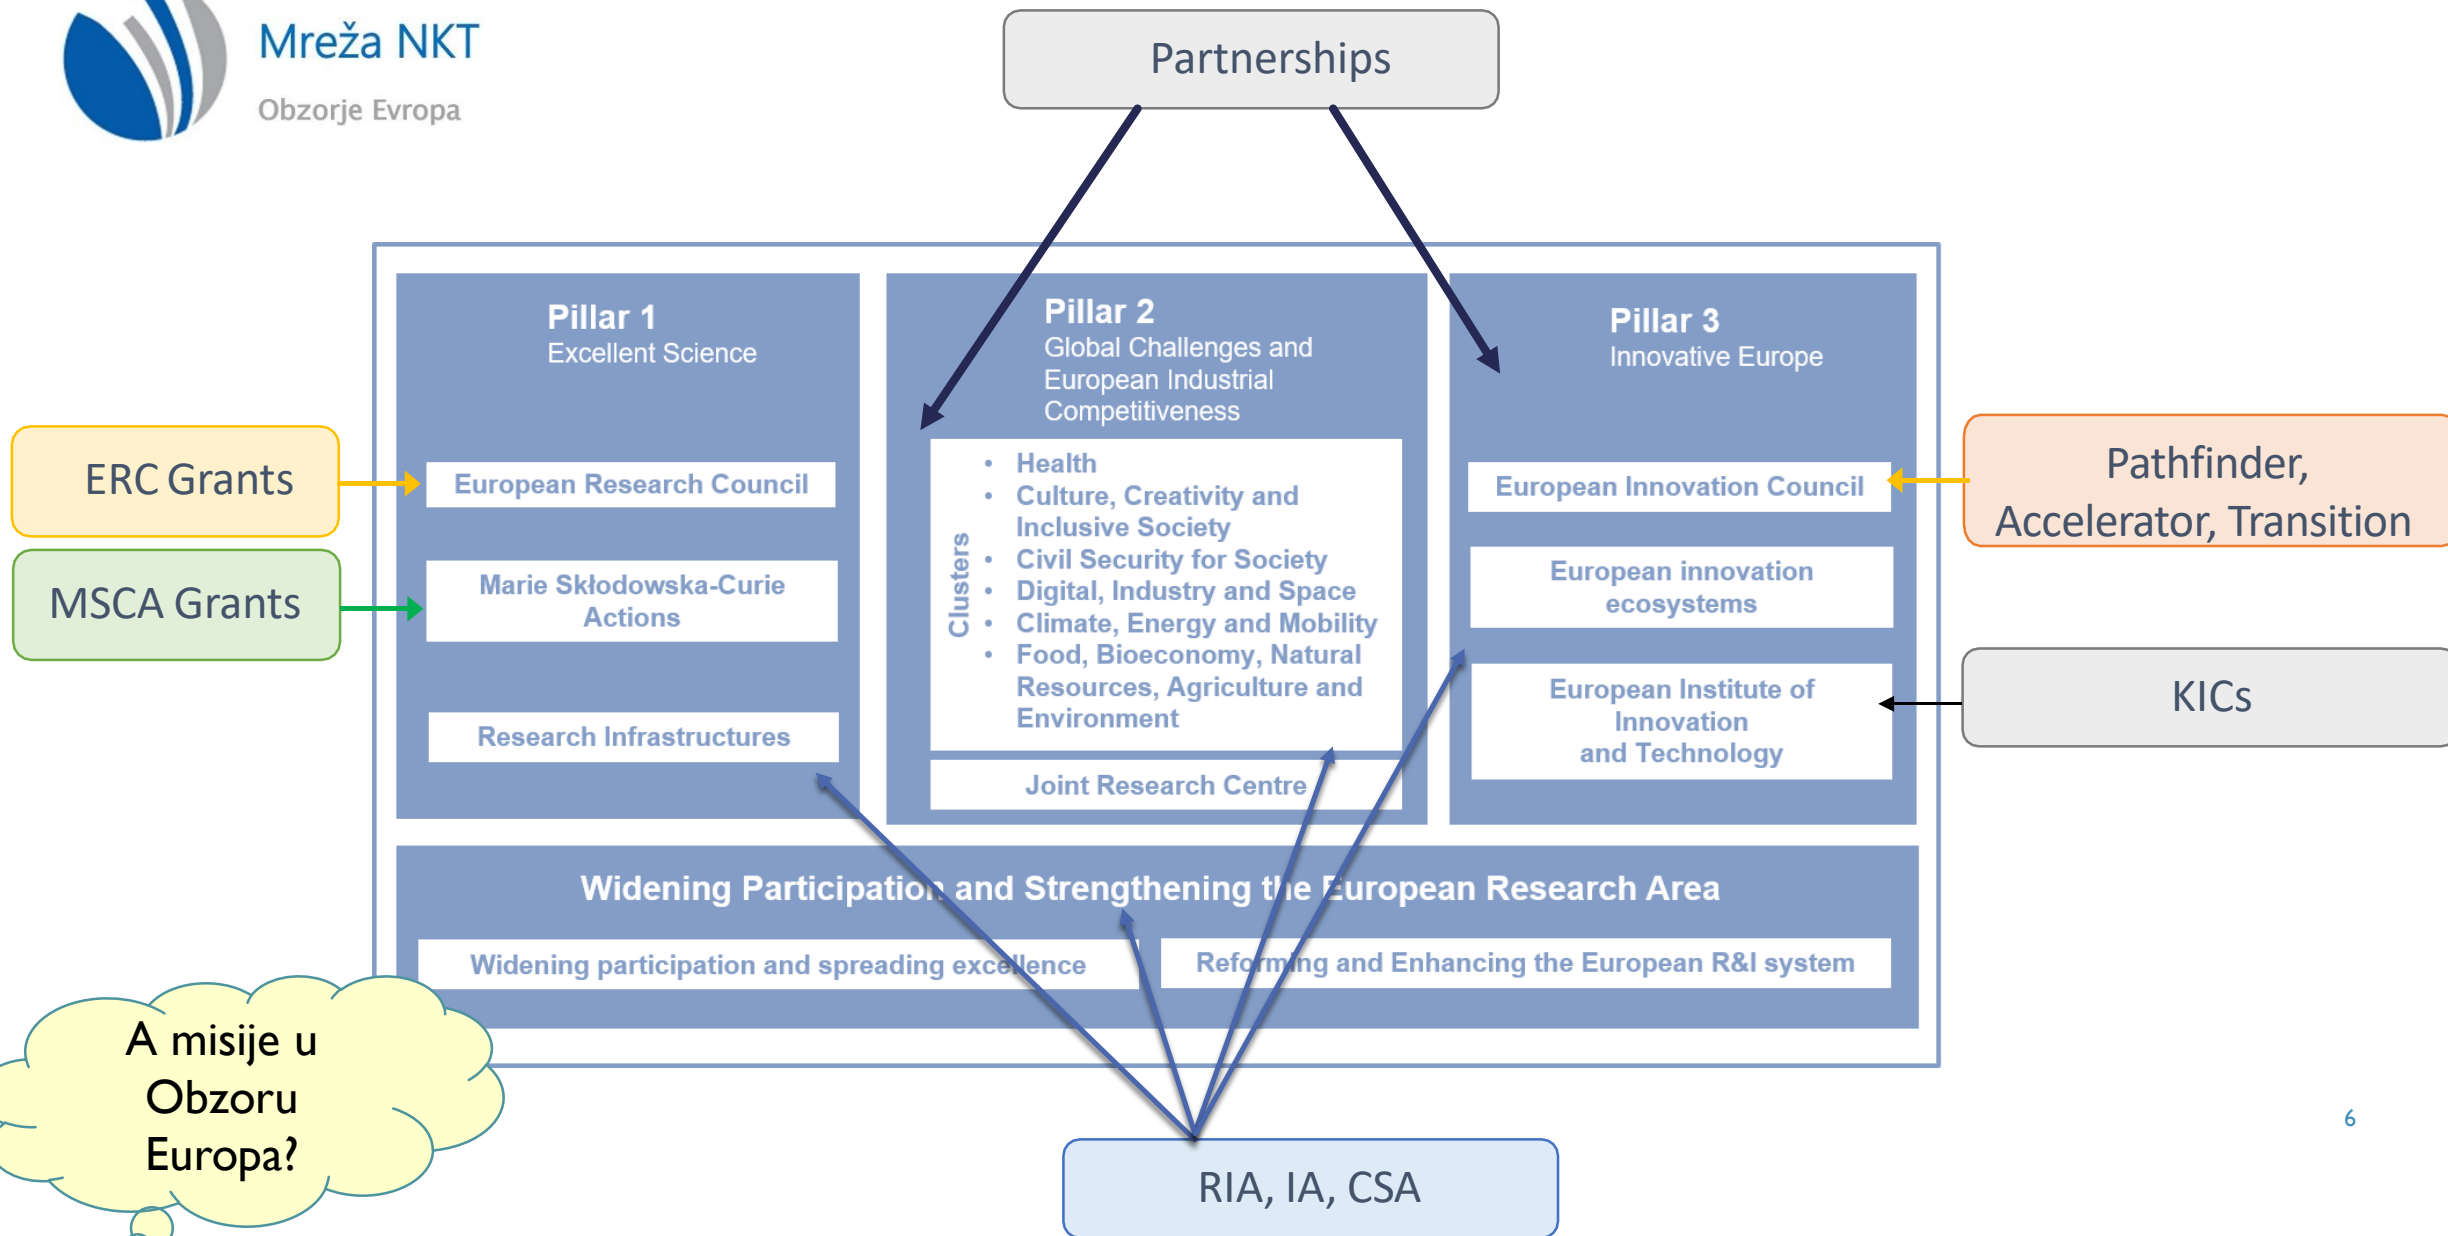 Mreža NKT
Obzorje Evropa
Partnerships
Pillar 1
Excellent Science
European Research Council
Marie Skłodowska-Curie
Actions
Research Infrastructures
Pillar 2
Global Challenges and
European Industrial
Competitiveness
Clusters
• Health
• Culture, Creativity and
Inclusive Society
• Civil Security for Society
• Digital, Industry and Space
• Climate, Energy and Mobility
• Food, Bioeconomy, Natural
Resources, Agriculture and
Environment
Joint Research Centre
Pillar 3
Innovative Europe
European Innovation Council
European innovation
ecosystems
European Institute of
Innovation
and Technology
ERC Grants
MSCA Grants
Pathfinder,
Accelerator, Transition
KICs
Widening Participation and Strengthening the European Research Area
Widening participation and spreading excellence
Reforming and Enhancing the European R&I system
A misije u
Obzoru
Europa?
RIA, IA, CSA
6